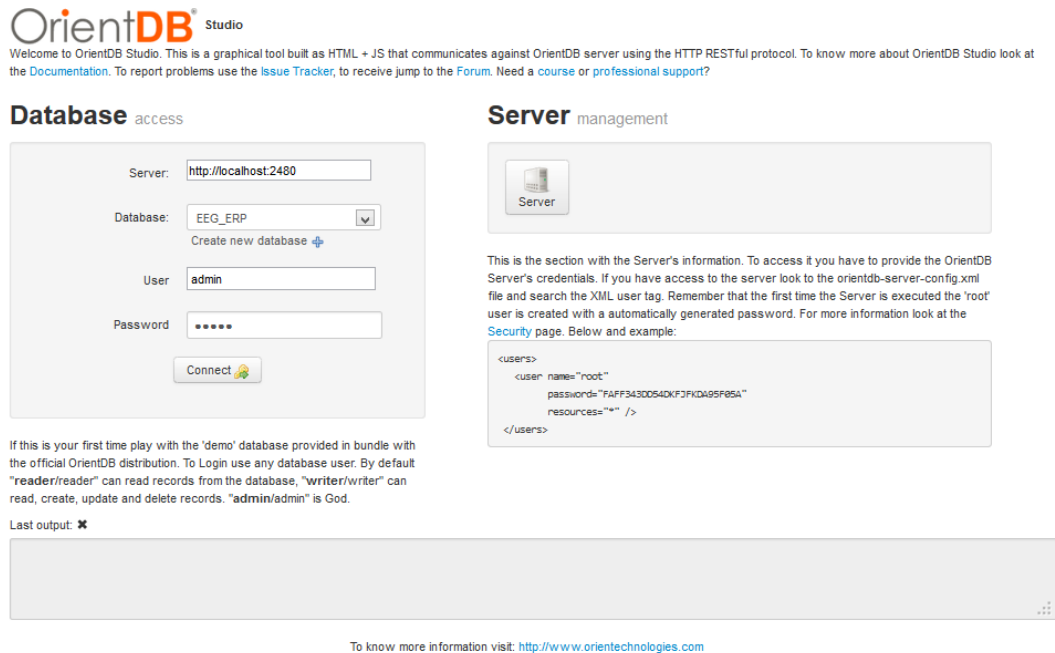 OrientDB® Studio
Welcome to OrientDB Studio. This is a graphical tool built as HTML + JS that communicates against OrientDB server using the HTTP RESTful protocol. To know more about OrientDB Studio look at
the Documentation. To report problems use the Issue Tracker, to receive jump to the Forum. Need a course or professional support?
Database access
Server: http://localhost:2480
Database: EEG_ERP
Create new database
User admin
Password •••••
Connect
If this is your first time play with the 'demo' database provided in bundle with
the official OrientDB distribution. To Login use any database user. By default
"reader/reader" can read records from the database, "writer/writer" can
read, create, update and delete records. "admin/admin" is God.
Server management
Server
This is the section with the Server's information. To access it you have to provide the OrientDB
Server's credentials. If you have access to the server look to the orientdb-server-config.xml
file and search the XML user tag. Remember that the first time the Server is executed the 'root'
user is created with a automatically generated password. For more information look at the
Security page. Below and example:
<users>
<user name="root"
password="FAFF343DD54DKFJFKDA95F05A"
resources="*" />
</users>
Last output:
To know more information visit: http://www.orientechnologies.com